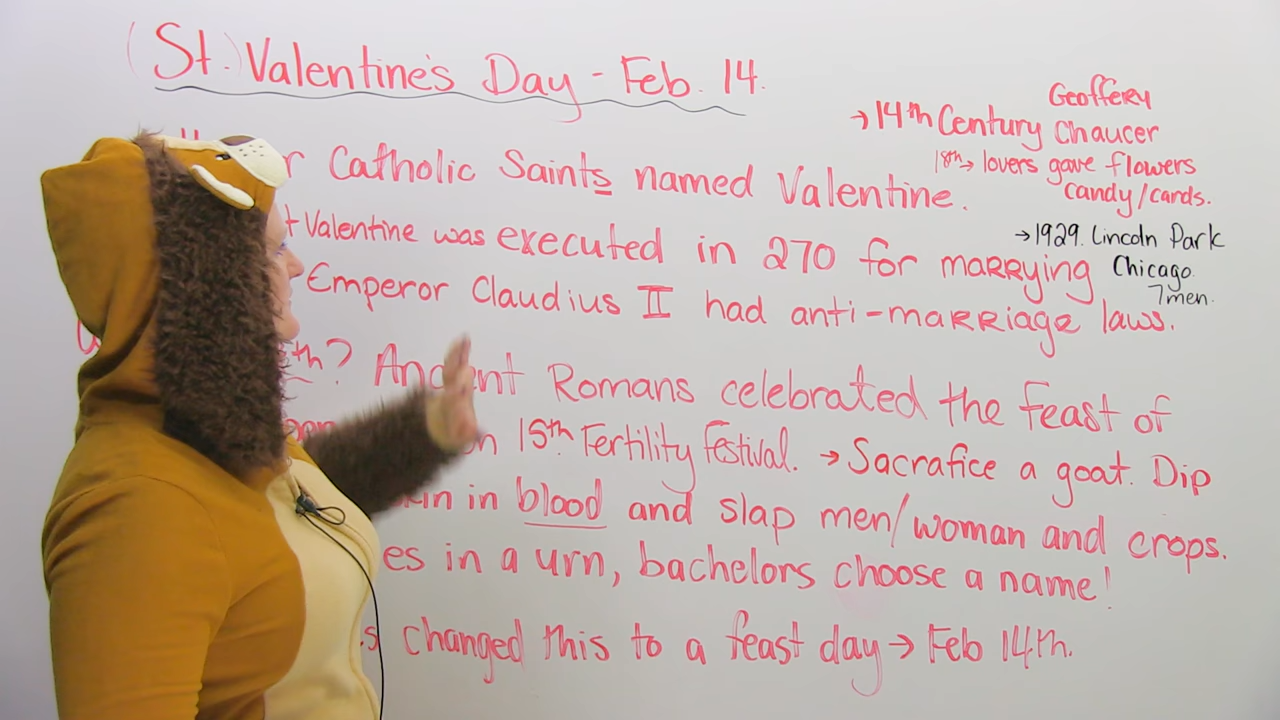 (St.) Valentine's Day - Feb. 14.
Catholic Saints named Valentine.
Valentine was executed in 270 for marrying
Emperor Claudius II had anti-marriage laws.
Ancient Romans celebrated the feast of
15th Fertility Festival. → Sacrafice a goat. Dip
in blood and slap men/woman and crops.
in a urn, bachelors choose a name!
changed this to a feast day → Feb 14th.
Geoffery
→ 14th Century Chaucer
18th → lovers gave flowers
candy/cards.
→ 1929. Lincoln Park
Chicago.
7men.